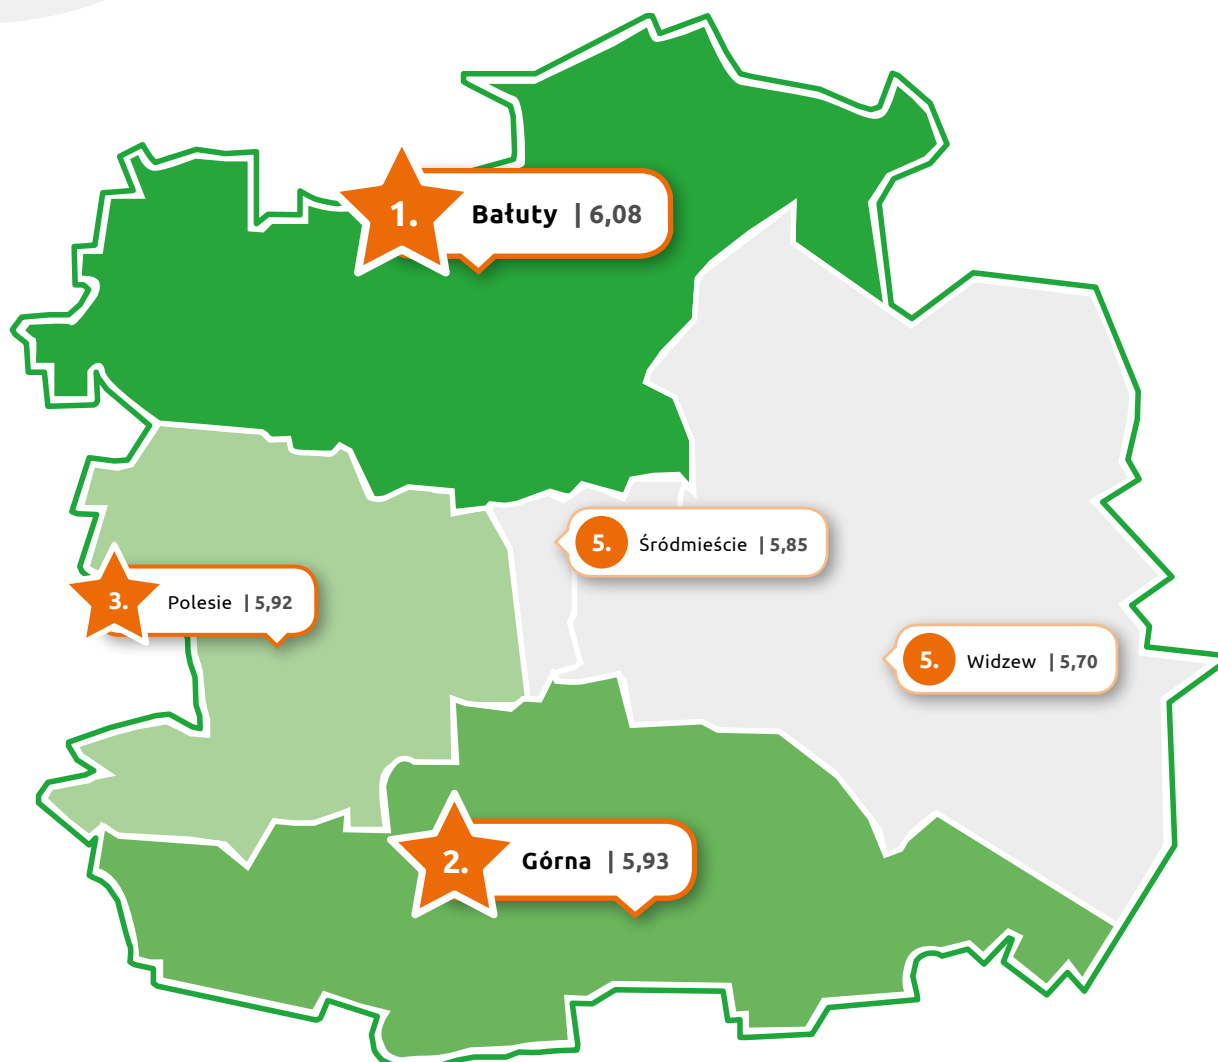 1. Bałuty | 6,08
5. Śródmieście | 5,85
3. Polesie | 5,92
5. Widzew | 5,70
2. Górna | 5,93